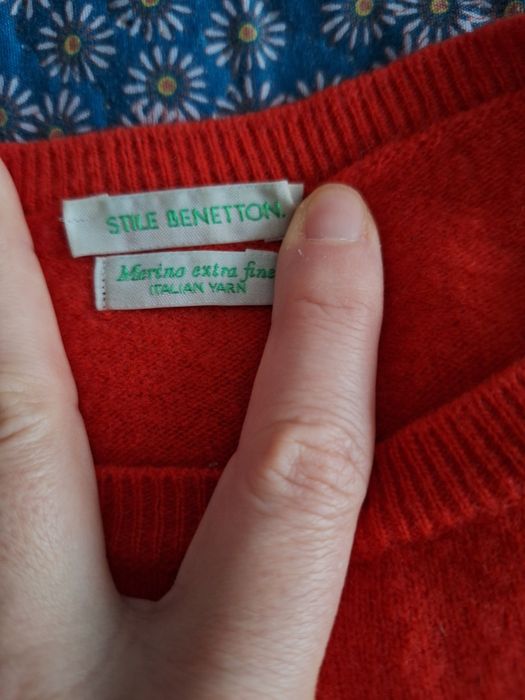 STILE BENETTON.
Merino extra fine
ITALIAN YARN